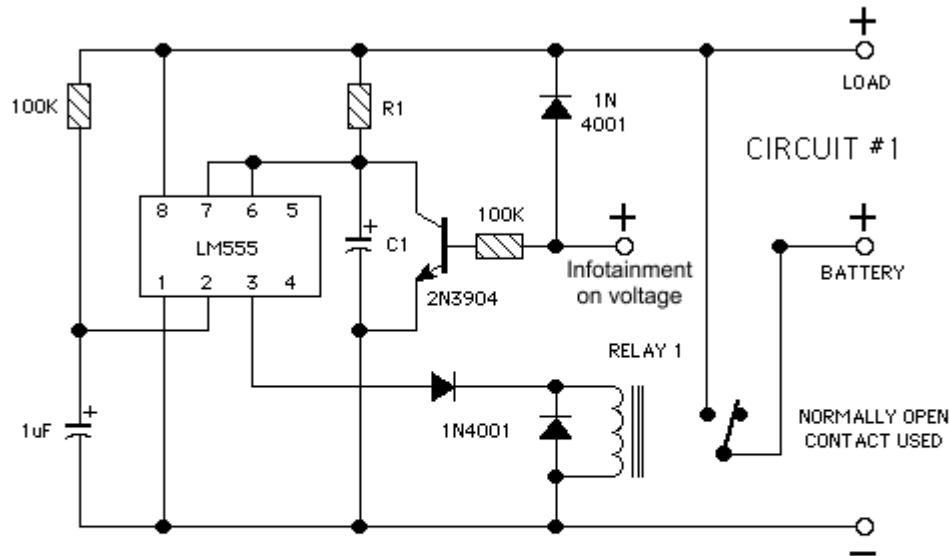 +
LOAD
100K
R1
1N
4001
CIRCUIT #1
8 7 6 5
LM555
1 2 3 4
+
C1
2N3904
100K
+
Infotainment
on voltage
+
BATTERY
RELAY 1
+
1uF
1N4001
NORMALLY OPEN
CONTACT USED
−